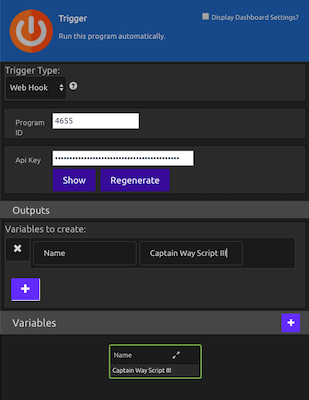 Trigger
Display Dashboard Settings?
Run this program automatically.
Trigger Type:
Web Hook
Program ID
4655
Api Key
Show
Regenerate
Outputs
Variables to create:
Name
Captain Way Script III
Variables
Name
Captain Way Script III